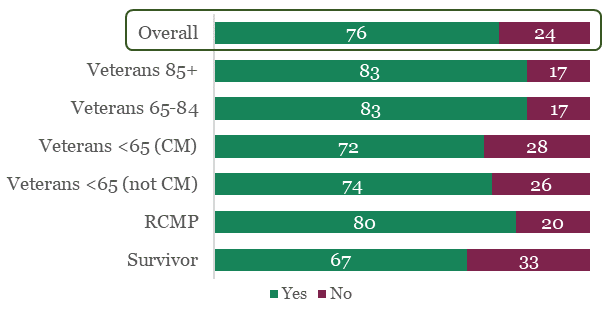 Overall 76 24
Veterans 85+ 83 17
Veterans 65-84 83 17
Veterans <65 (CM) 72 28
Veterans <65 (not CM) 74 26
RCMP 80 20
Survivor 67 33
Yes No